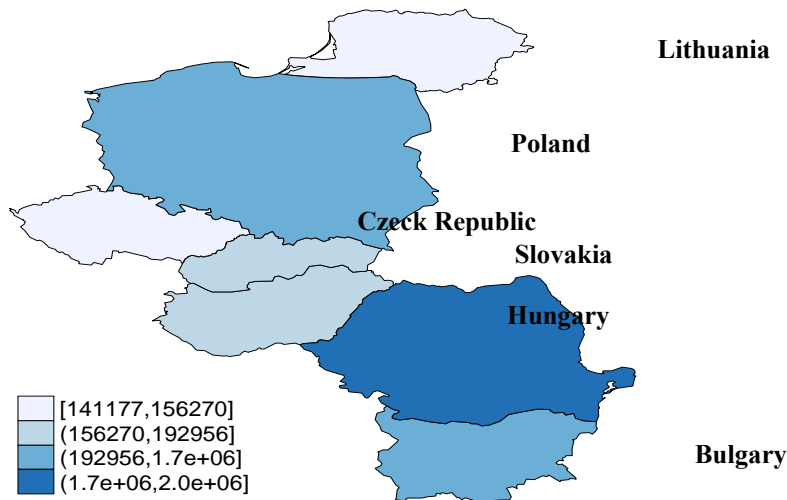 Lithuania
Poland
Czeck Republic
Slovakia
Hungary
[141177,156270]
(156270,192956]
(192956,1.7e+06]
(1.7e+06,2.0e+06]
Bulgary